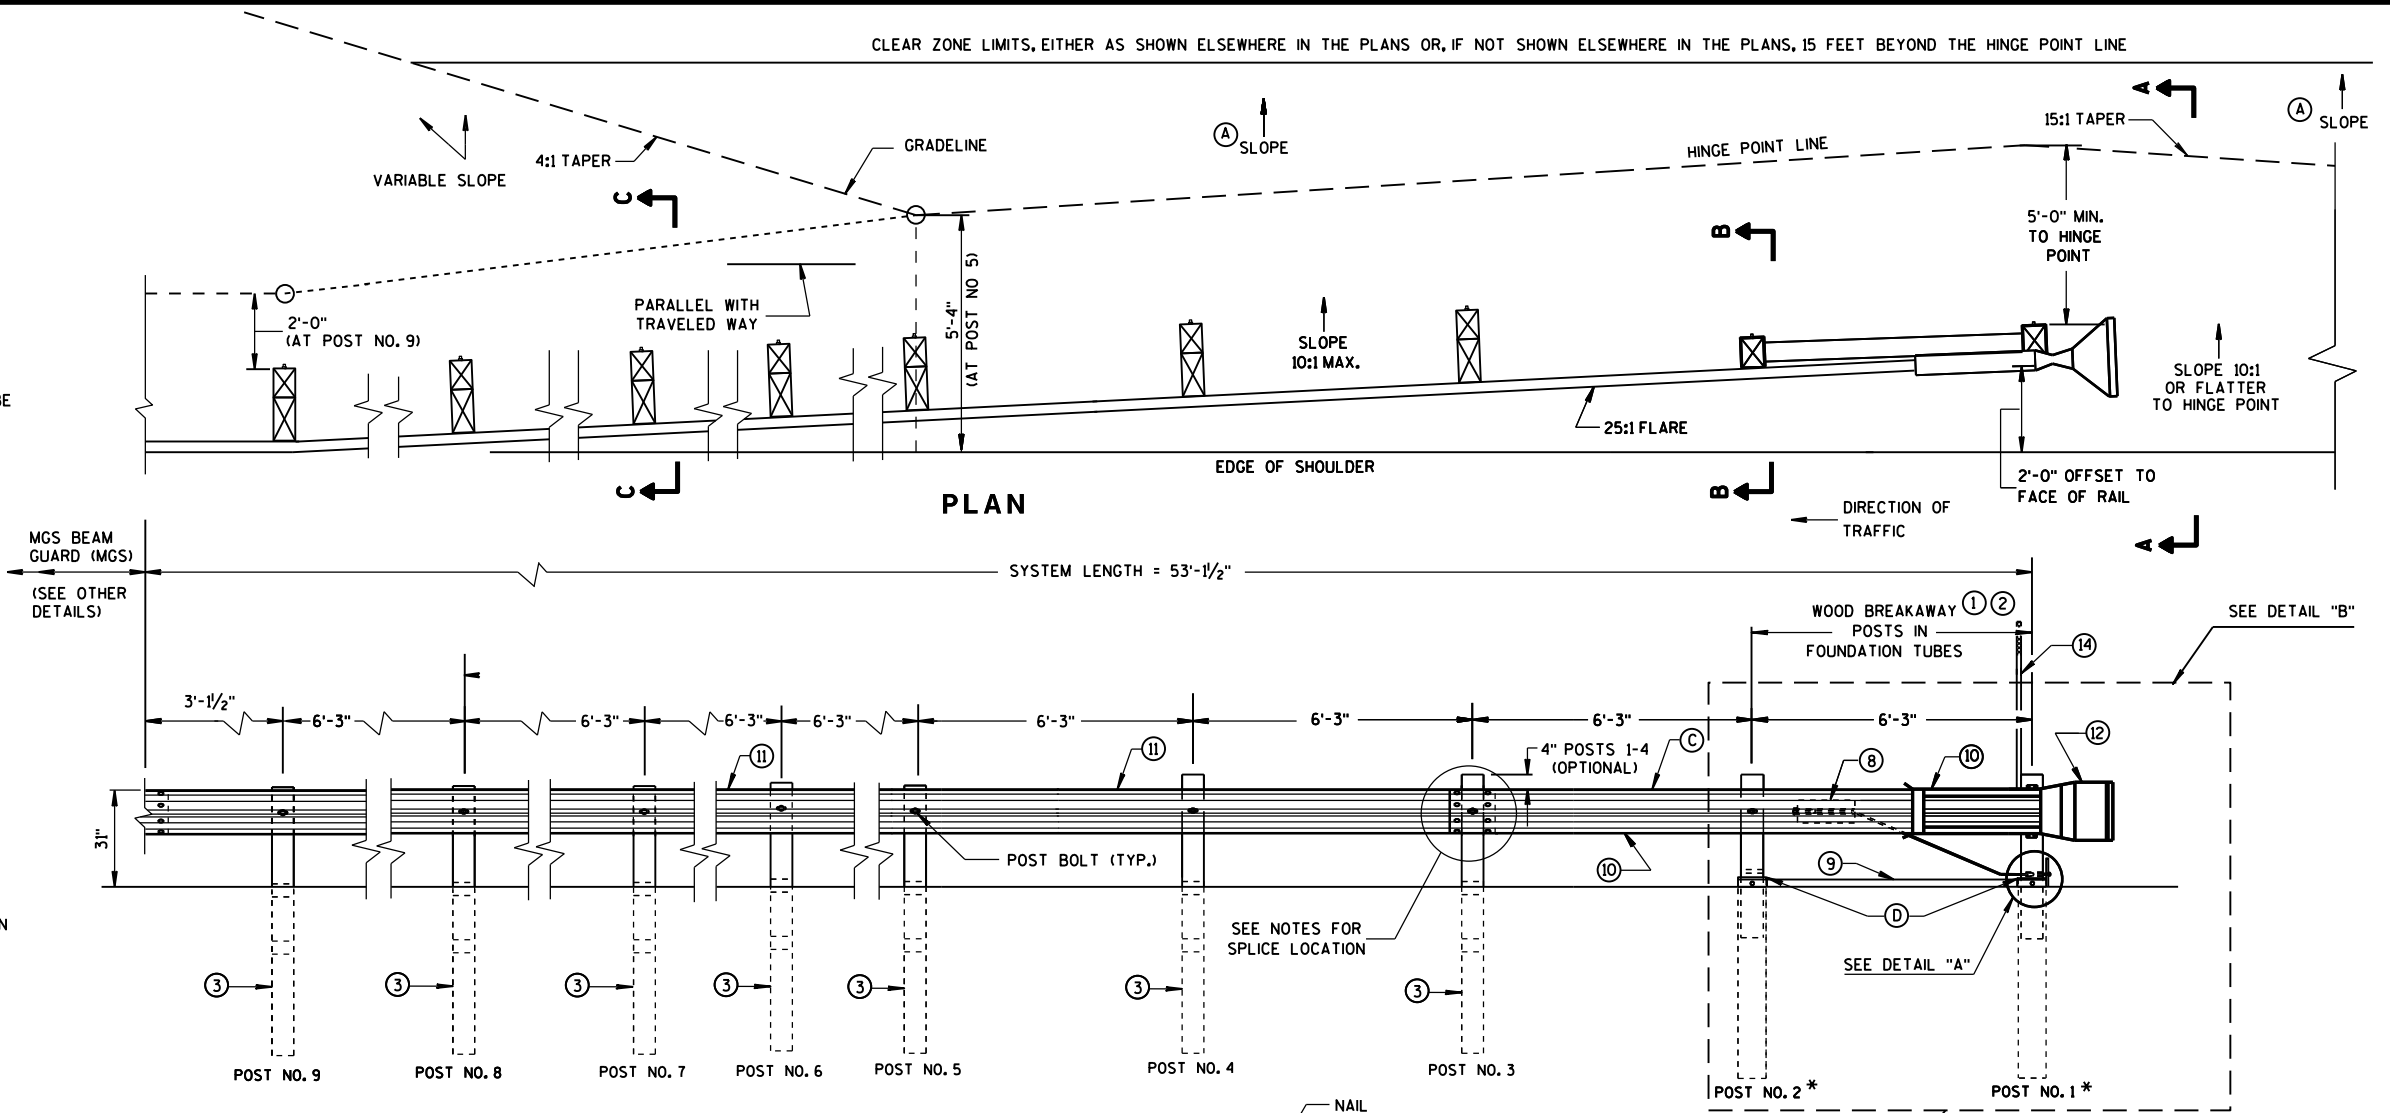 CLEAR ZONE LIMITS, EITHER AS SHOWN ELSEWHERE IN THE PLANS OR, IF NOT SHOWN ELSEWHERE IN THE PLANS, 15 FEET BEYOND THE HINGE POINT LINE
VARIABLE SLOPE
4:1 TAPER
GRADELINE
A
SLOPE
HINGE POINT LINE
A
15:1 TAPER
A
SLOPE
C
B
5'-0" MIN.
TO HINGE
POINT
2'-0"
(AT POST NO. 9)
PARALLEL WITH
TRAVELED WAY
5'-4"
(AT POST NO 5)
SLOPE
10:1 MAX.
25:1 FLARE
SLOPE 10:1
OR FLATTER
TO HINGE POINT
EDGE OF SHOULDER
2'-0" OFFSET TO
FACE OF RAIL
C
PLAN
B
DIRECTION OF
TRAFFIC
A
MGS BEAM
GUARD (MGS)
(SEE OTHER
DETAILS)
SYSTEM LENGTH = 53'-1½"
WOOD BREAKAWAY 1 2
POSTS IN
FOUNDATION TUBES
SEE DETAIL "B"
14
3'-1½"
6'-3"
6'-3"
6'-3"
6'-3"
6'-3"
6'-3"
6'-3"
6'-3"
11
11
4" POSTS 1-4
(OPTIONAL)
C
8
10
12
31"
POST BOLT (TYP.)
10
9
D
SEE NOTES FOR
SPLICE LOCATION
SEE DETAIL "A"
3
3
3
3
3
3
3
POST NO. 9
POST NO. 8
POST NO. 7
POST NO. 6
POST NO. 5
POST NO. 4
POST NO. 3
POST NO. 2 *
POST NO. 1 *
NAIL